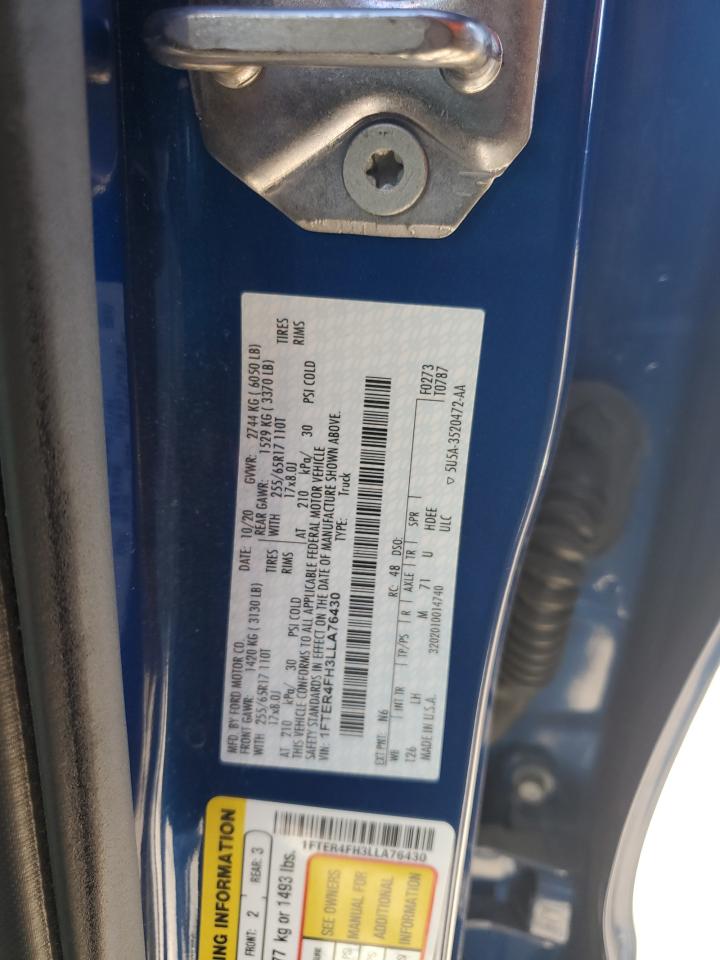 MFD. BY FORD MOTOR CO.
DATE: 10/20 GVWR: 2744 KG ( 6050 LB)
FRONT GAWR: 1420 KG ( 3130 LB) REAR GAWR: 1529 KG ( 3370 LB)
WITH 255/65R17 110T TIRES WITH 255/65R17 110T TIRES
17x8.0J RIMS 17x8.0J RIMS
AT 210 kPa/ 30 PSI COLD AT 210 kPa/ 30 PSI COLD
THIS VEHICLE CONFORMS TO ALL APPLICABLE FEDERAL MOTOR VEHICLE
SAFETY STANDARDS IN EFFECT ON THE DATE OF MANUFACTURE SHOWN ABOVE.
VIN: 1FTER4FH3LLA76430 TYPE: Truck
EXT PNT: N6 RC: 48 DSO: F0273
WB INT TR TP/PS R AXLE TR SPR T0787
126 LH M 71 U HDEE
ULC
MADE IN U.S.A. 3202010014740 ▽ 5U5A-3520472-AA
NG INFORMATION
FRONT: 2 REAR: 3
77 kg or 1493 lbs.
1FTER4FH3LLA76430
SEE OWNERS
MANUAL FOR
ADDITIONAL
INFORMATION